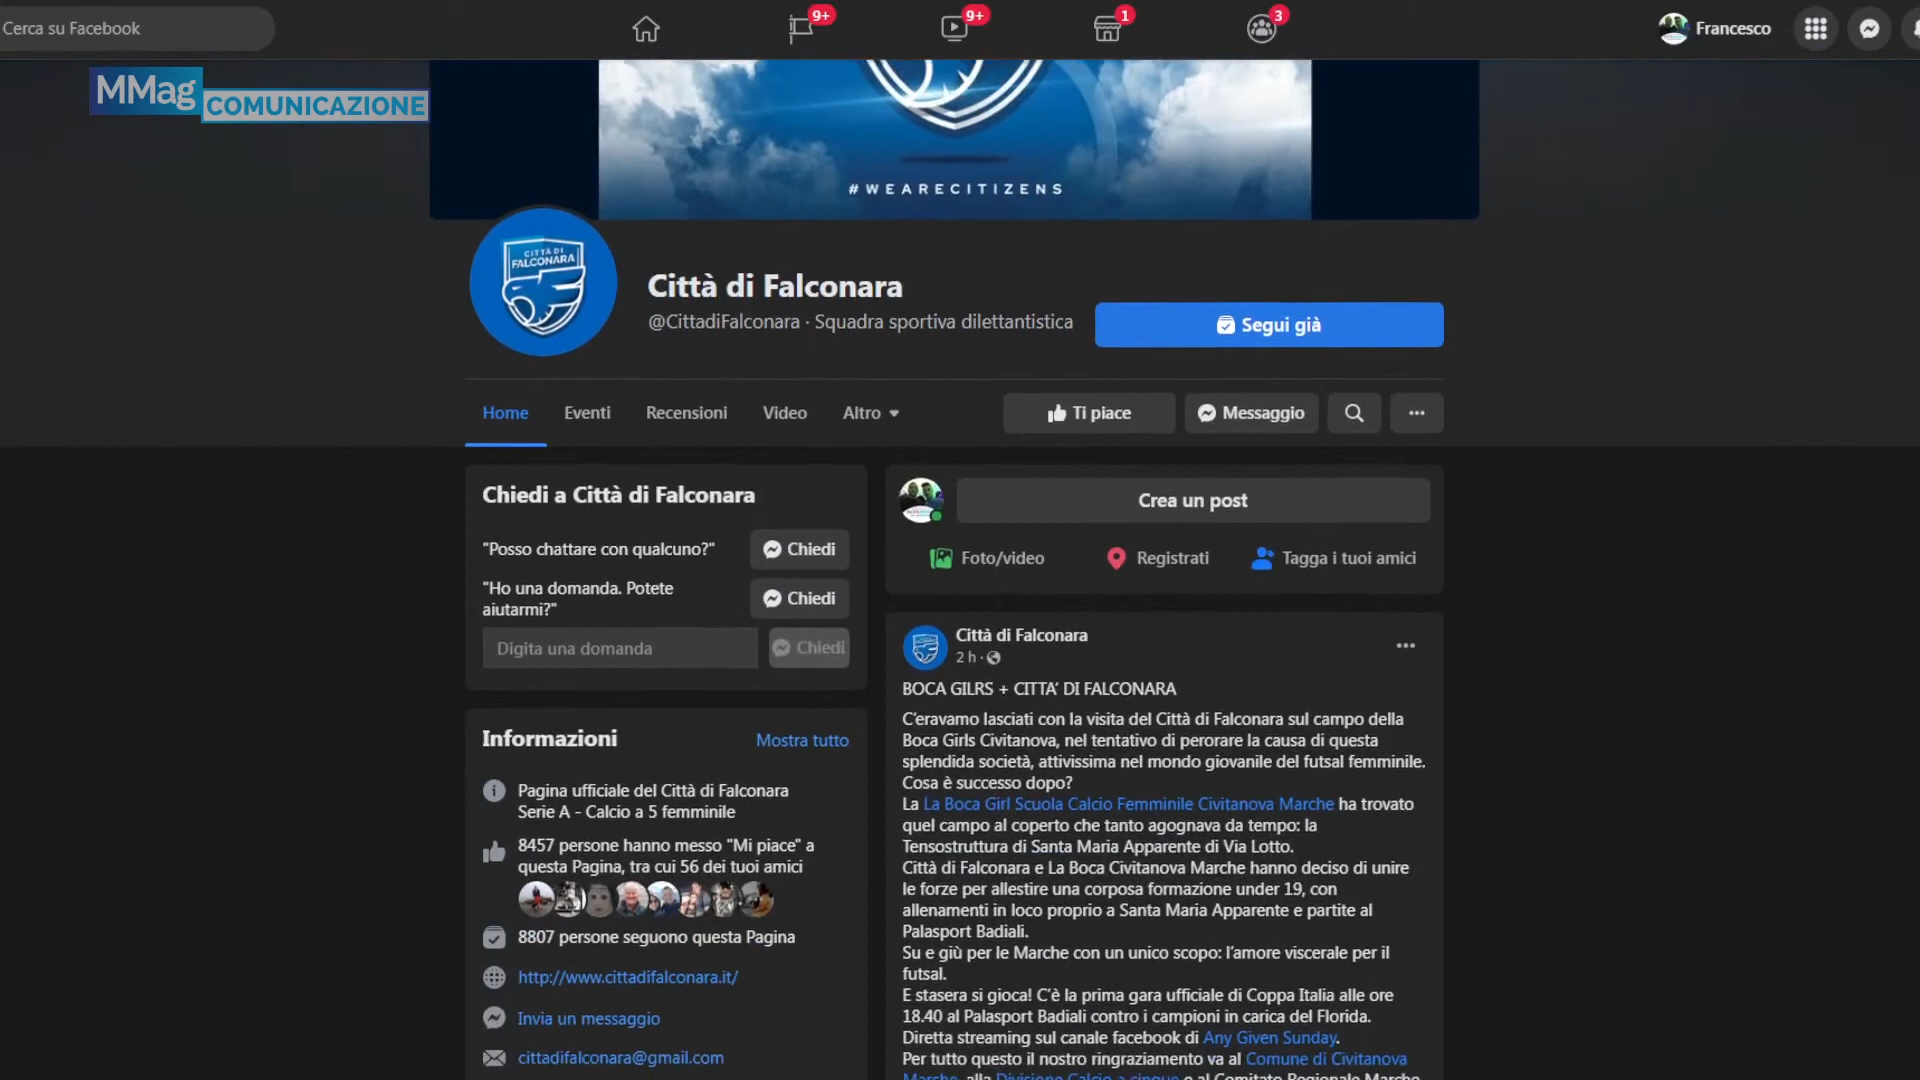 Cerca su Facebook
9+
9+
1
3
Francesco
MMag
COMUNICAZIONE
#WEARECITIZENS
CITTÀ DI
FALCONARA
Città di Falconara
@CittadiFalconara · Squadra sportiva dilettantistica
Segui già
Home
Eventi
Recensioni
Video
Altro
Ti piace
Messaggio
Chiedi a Città di Falconara
"Posso chattare con qualcuno?"
Chiedi
"Ho una domanda. Potete
aiutarmi?"
Chiedi
Digita una domanda
Chiedi
Informazioni
Mostra tutto
Pagina ufficiale del Città di Falconara
Serie A - Calcio a 5 femminile
8457 persone hanno messo "Mi piace" a
questa Pagina, tra cui 56 dei tuoi amici
8807 persone seguono questa Pagina
http://www.cittadifalconara.it/
Invia un messaggio
cittadifalconara@gmail.com
Crea un post
Foto/video
Registrati
Tagga i tuoi amici
Città di Falconara
2 h ·
BOCA GILRS + CITTA' DI FALCONARA
C'eravamo lasciati con la visita del Città di Falconara sul campo della
Boca Girls Civitanova, nel tentativo di perorare la causa di questa
splendida società, attivissima nel mondo giovanile del futsal femminile.
Cosa è successo dopo?
La La Boca Girl Scuola Calcio Femminile Civitanova Marche ha trovato
quel campo al coperto che tanto agognava da tempo: la
Tensostruttura di Santa Maria Apparente di Via Lotto.
Città di Falconara e La Boca Civitanova Marche hanno deciso di unire
le forze per allestire una corposa formazione under 19, con
allenamenti in loco proprio a Santa Maria Apparente e partite al
Palasport Badiali.
Su e giù per le Marche con un unico scopo: l'amore viscerale per il
futsal.
E stasera si gioca! C'è la prima gara ufficiale di Coppa Italia alle ore
18.40 al Palasport Badiali contro i campioni in carica del Florida.
Diretta streaming sul canale facebook di Any Given Sunday.
Per tutto questo il nostro ringraziamento va al Comune di Civitanova
Marche, alla Divisione Calcio a cinque e al Comitato Regionale Marche